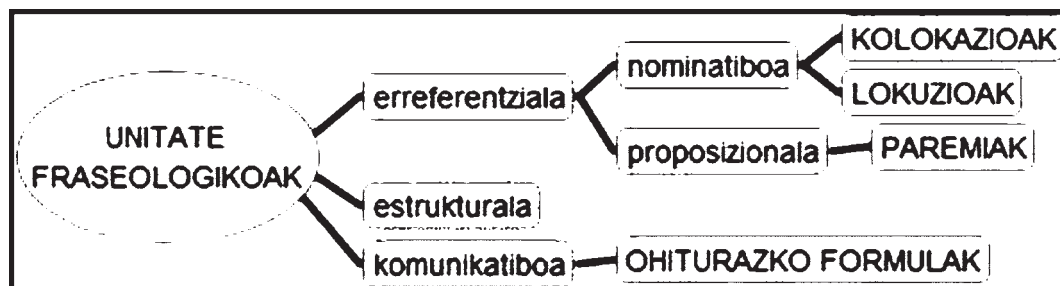 UNITATE
FRASEOLOGIKOAK
erreferentziala
nominatiboa
KOLOKAZIOAK
LOKUZIOAK
proposizionala
PAREMIAK
estrukturala
komunikatiboa
OHITURAZKO FORMULAK